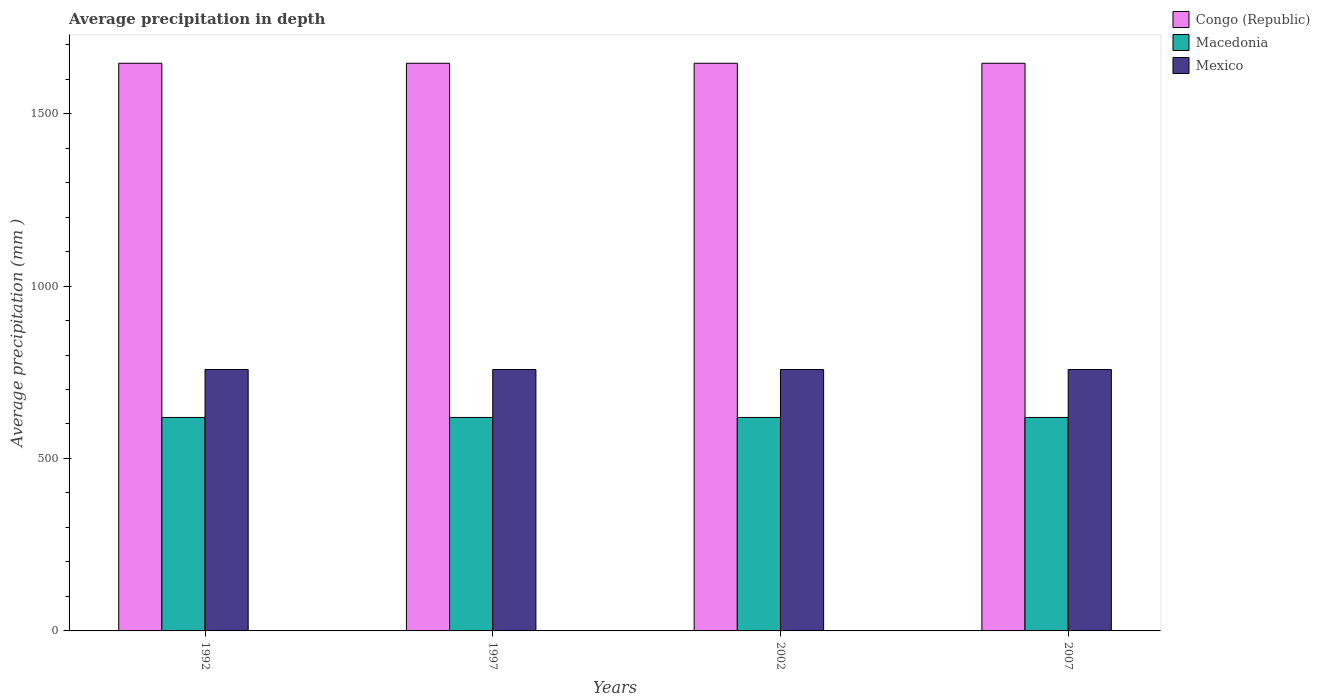 Average precipitation in depth
Congo (Republic)
Macedonia
Mexico
Average precipitation (mm )
1500
1000
500
0
1992
1997
2002
2007
Years